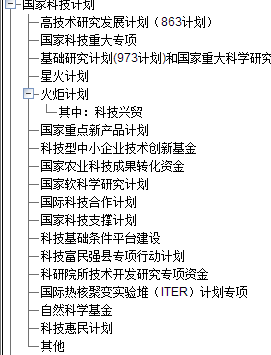 国家科技计划
高技术研究发展计划（863计划）
国家科技重大专项
基础研究计划(973计划)和国家重大科学研究
星火计划
火炬计划
其中：科技兴贸
国家重点新产品计划
科技型中小企业技术创新基金
国家农业科技成果转化资金
国家软科学研究计划
国际科技合作计划
国家科技支撑计划
科技基础条件平台建设
科技富民强县专项行动计划
科研院所技术开发研究专项资金
国际热核聚变实验堆（ITER）计划专项
自然科学基金
科技惠民计划
其他